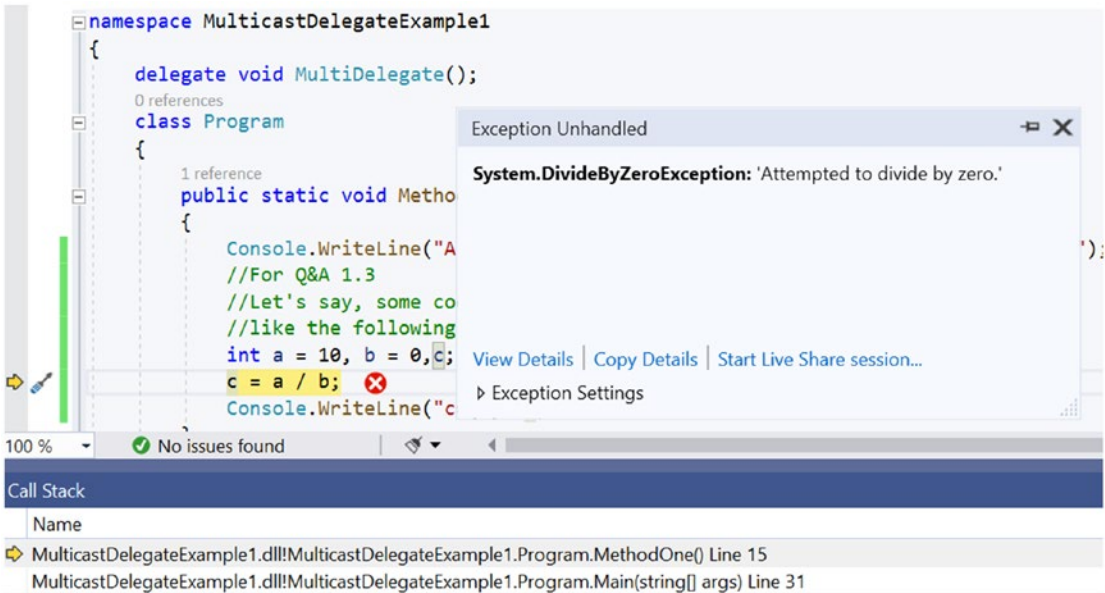 namespace MulticastDelegateExample1
{
delegate void MultiDelegate();
0 references
class Program
{
1 reference
public static void Metho
{
Console.WriteLine("A
');
//For Q&A 1.3
//Let's say, some co
//like the following
int a = 10, b = 0,c;
c = a / b;
Console.WriteLine("c
Exception Unhandled
System.DivideByZeroException: 'Attempted to divide by zero.'
View Details | Copy Details | Start Live Share session...
Exception Settings
100 %
No issues found
Call Stack
Name
MulticastDelegateExample1.dll!MulticastDelegateExample1.Program.MethodOne() Line 15
MulticastDelegateExample1.dll!MulticastDelegateExample1.Program.Main(string[] args) Line 31